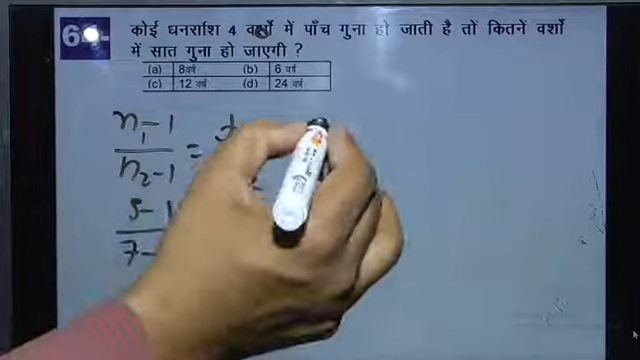 6
कोई धनराशि 4 वर्षो में पाँच गुना हो जाती है तो कितनें वर्शो
में सात गुना हो जाएगी ?
(a) 8वर्ष (b) 6 वर्ष
(c) 12 वर्ष (d) 24 वर्ष
n₁-1 =
n₂-1
5-1
7-